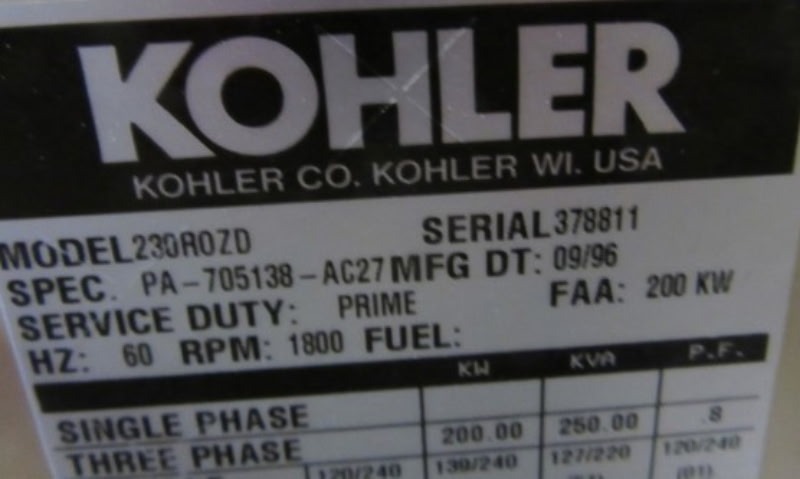 KOHLER
KOHLER CO. KOHLER WI. USA
MODEL 230ROZD SERIAL 378811
SPEC. PA-705138-AC27 MFG DT: 09/96
SERVICE DUTY: PRIME FAA: 200 KW
HZ: 60 RPM: 1800 FUEL:
KW KVA P.F.
SINGLE PHASE
THREE PHASE 200.00 250.00 .8
120/240 139/240 127/220 120/240